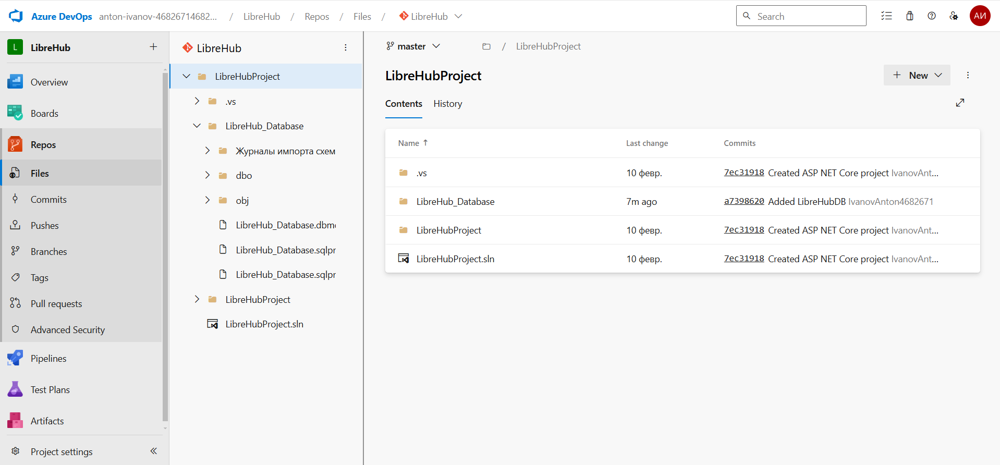 Azure DevOps anton-ivanov-46826714682... / LibreHub / Repos / Files / LibreHub
Search
АИ
L LibreHub
Overview
Boards
Repos
Files
Commits
Pushes
Branches
Tags
Pull requests
Advanced Security
Pipelines
Test Plans
Artifacts
Project settings
LibreHub
LibreHubProject
.vs
LibreHub_Database
Журналы импорта схем
dbo
obj
LibreHub_Database.dbm
LibreHub_Database.sqlpr
LibreHub_Database.sqlpr
LibreHubProject
LibreHubProject.sln
master
/ LibreHubProject
LibreHubProject
New
Contents History
Name Last change Commits
.vs 10 февр. 7ec31918 Created ASP NET Core project IvanovAnt...
LibreHub_Database 7m ago a7398620 Added LibreHubDB IvanovAnton4682671
LibreHubProject 10 февр. 7ec31918 Created ASP NET Core project IvanovAnt...
LibreHubProject.sln 10 февр. 7ec31918 Created ASP NET Core project IvanovAnt...